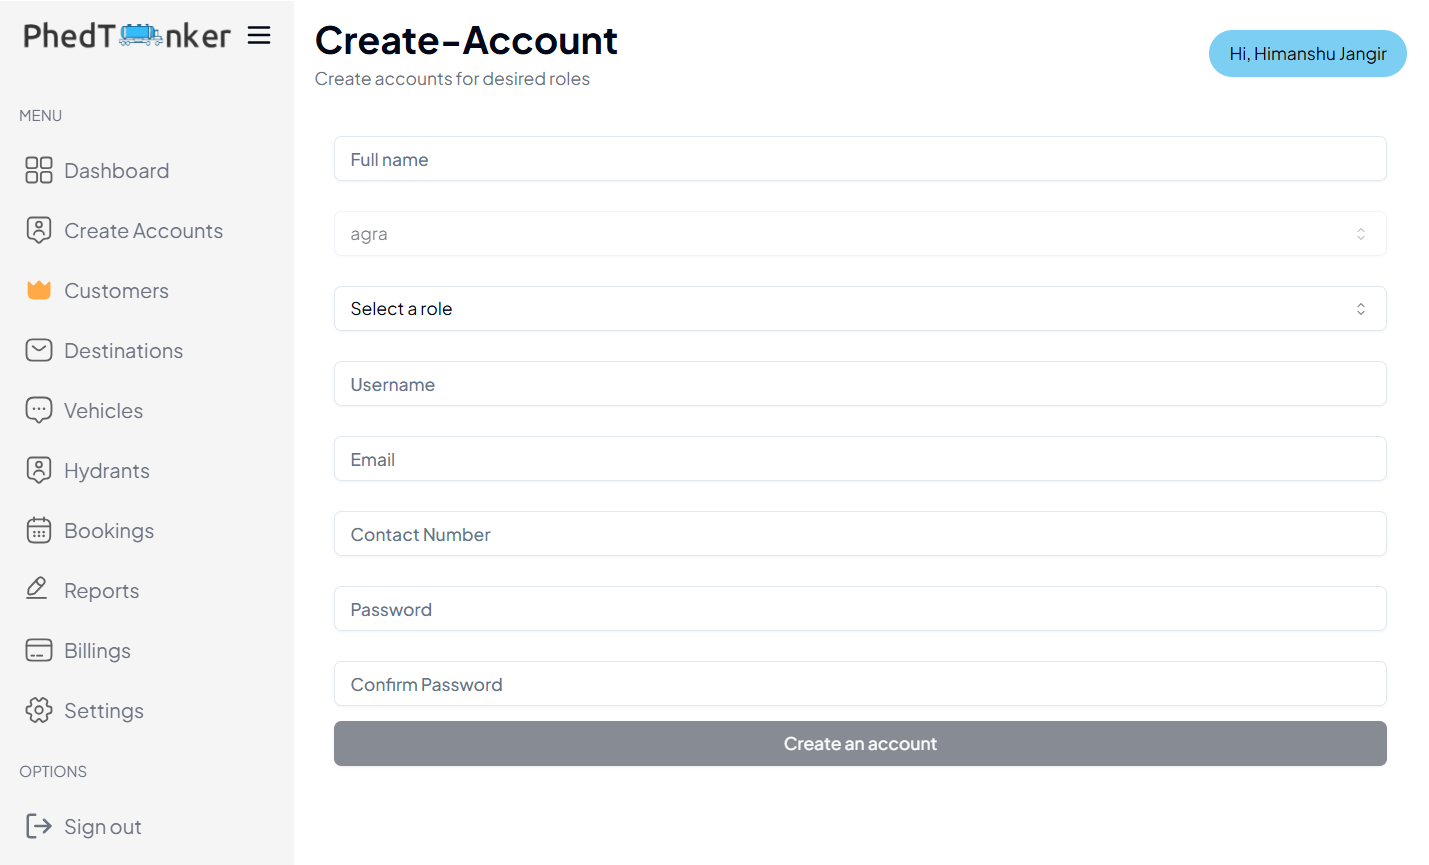 PhedTanker
MENU
Dashboard
Create Accounts
Customers
Destinations
Vehicles
Hydrants
Bookings
Reports
Billings
Settings
OPTIONS
Sign out
Create-Account
Create accounts for desired roles
Hi, Himanshu Jangir
Full name
agra
Select a role
Username
Email
Contact Number
Password
Confirm Password
Create an account